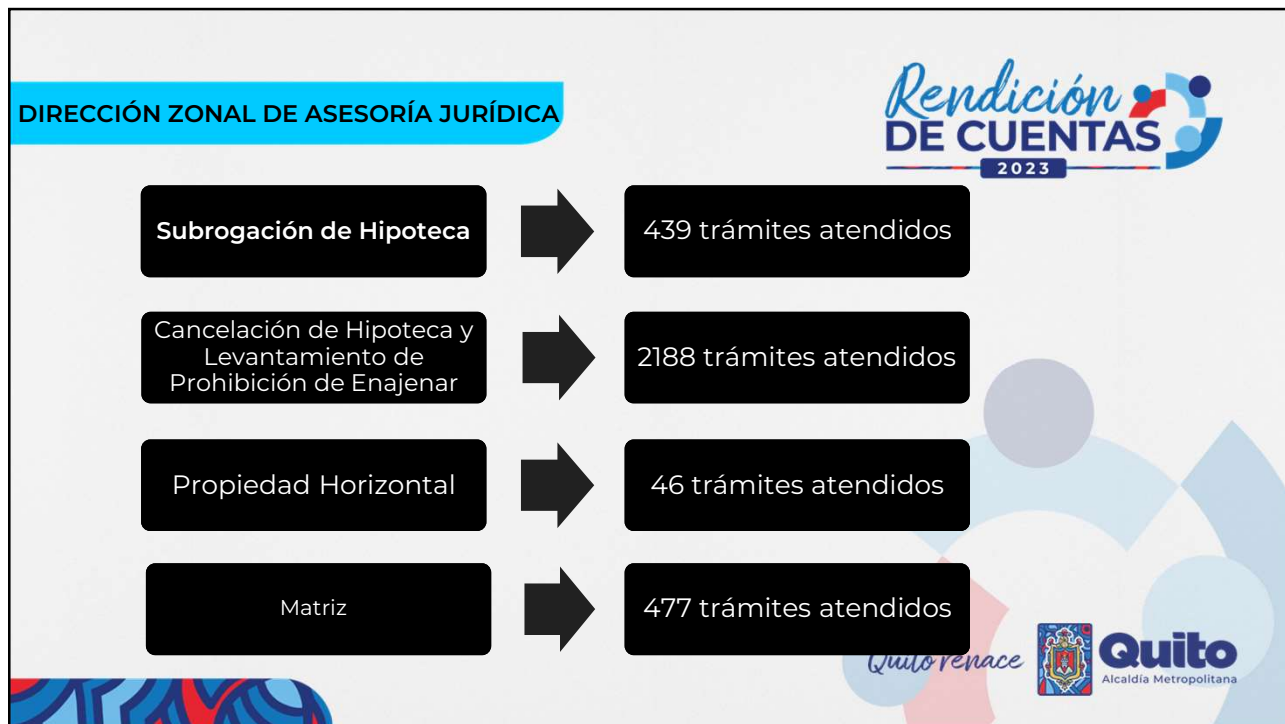 DIRECCIÓN ZONAL DE ASESORÍA JURÍDICA
Rendición
DE CUENTAS
2023
Subrogación de Hipoteca
439 trámites atendidos
Cancelación de Hipoteca y
Levantamiento de
Prohibición de Enajenar
2188 trámites atendidos
Propiedad Horizontal
46 trámites atendidos
Matriz
477 trámites atendidos
Quito renace
Quito
Alcaldía Metropolitana